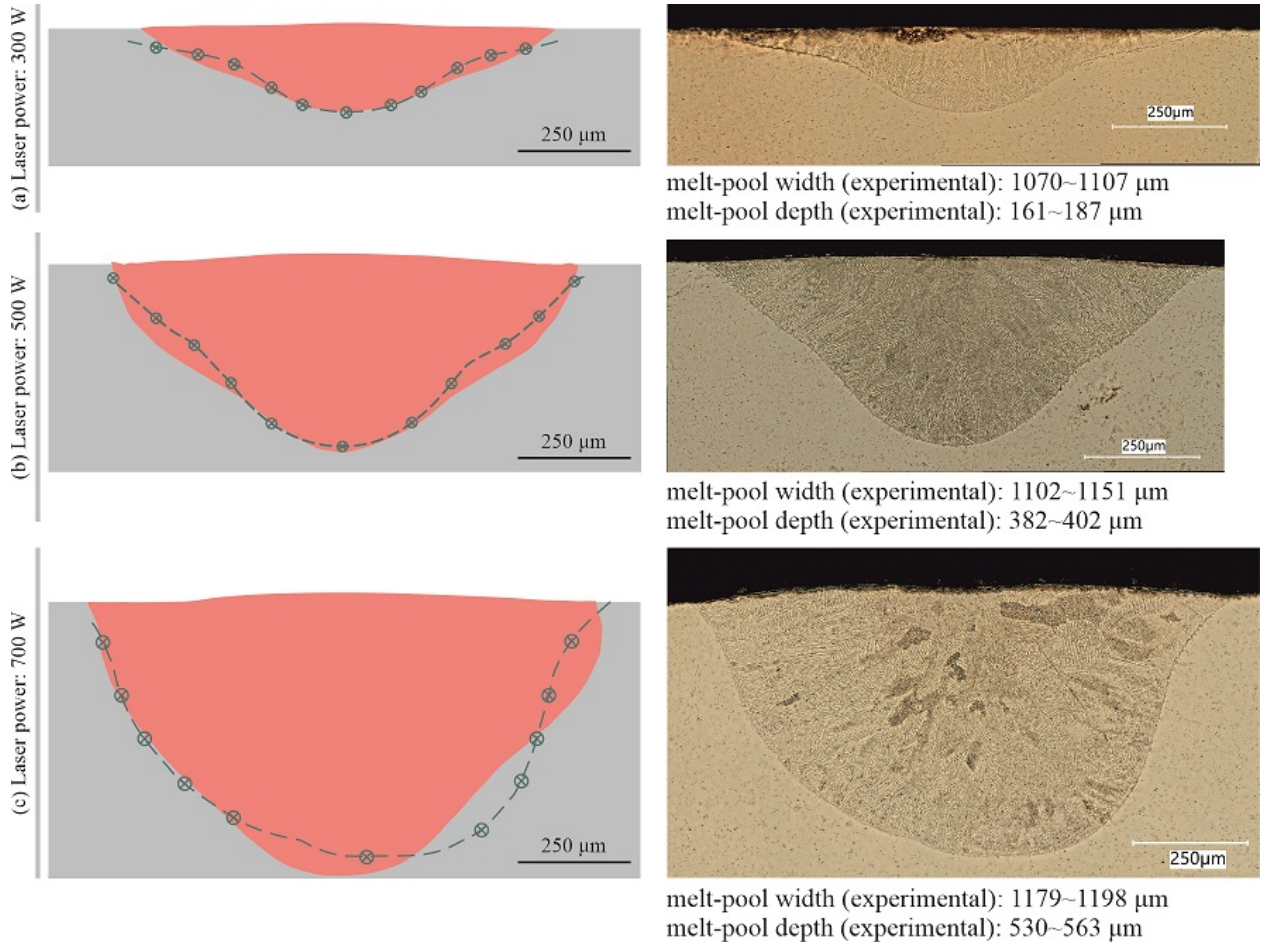 (a) Laser power: 300 W
250 μm
250μm
melt-pool width (experimental): 1070~1107 μm
melt-pool depth (experimental): 161~187 μm
(b) Laser power: 500 W
250 μm
250μm
melt-pool width (experimental): 1102~1151 μm
melt-pool depth (experimental): 382~402 μm
(c) Laser power: 700 W
250 μm
250μm
melt-pool width (experimental): 1179~1198 μm
melt-pool depth (experimental): 530~563 μm